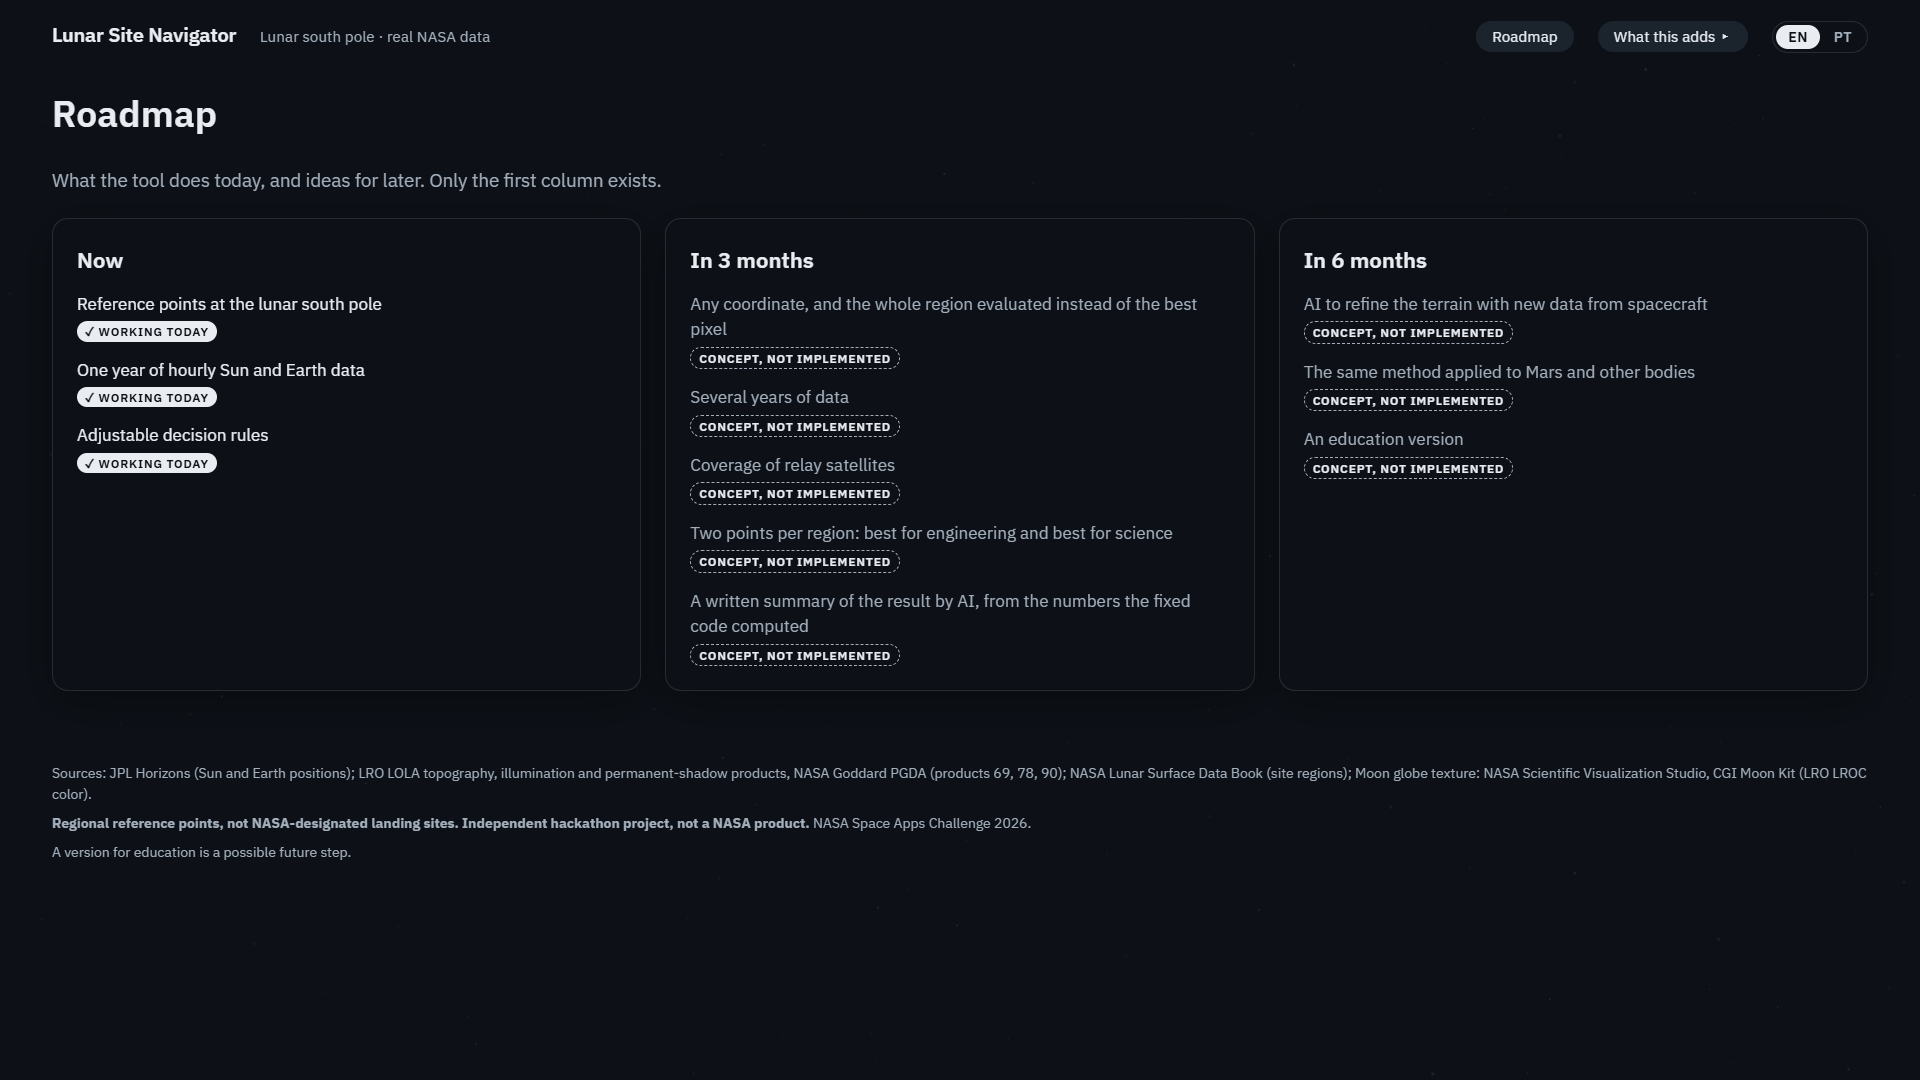 Lunar Site Navigator
Lunar south pole · real NASA data
Roadmap
What this adds ▸
EN
PT
Roadmap
What the tool does today, and ideas for later. Only the first column exists.
Now
Reference points at the lunar south pole
✓ WORKING TODAY
One year of hourly Sun and Earth data
✓ WORKING TODAY
Adjustable decision rules
✓ WORKING TODAY
In 3 months
Any coordinate, and the whole region evaluated instead of the best
pixel
CONCEPT, NOT IMPLEMENTED
Several years of data
CONCEPT, NOT IMPLEMENTED
Coverage of relay satellites
CONCEPT, NOT IMPLEMENTED
Two points per region: best for engineering and best for science
CONCEPT, NOT IMPLEMENTED
A written summary of the result by AI, from the numbers the fixed
code computed
CONCEPT, NOT IMPLEMENTED
In 6 months
AI to refine the terrain with new data from spacecraft
CONCEPT, NOT IMPLEMENTED
The same method applied to Mars and other bodies
CONCEPT, NOT IMPLEMENTED
An education version
CONCEPT, NOT IMPLEMENTED
Sources: JPL Horizons (Sun and Earth positions); LRO LOLA topography, illumination and permanent-shadow products, NASA Goddard PGDA (products 69, 78, 90); NASA Lunar Surface Data Book (site regions); Moon globe texture: NASA Scientific Visualization Studio, CGI Moon Kit (LRO LROC
color).
Regional reference points, not NASA-designated landing sites. Independent hackathon project, not a NASA product. NASA Space Apps Challenge 2026.
A version for education is a possible future step.